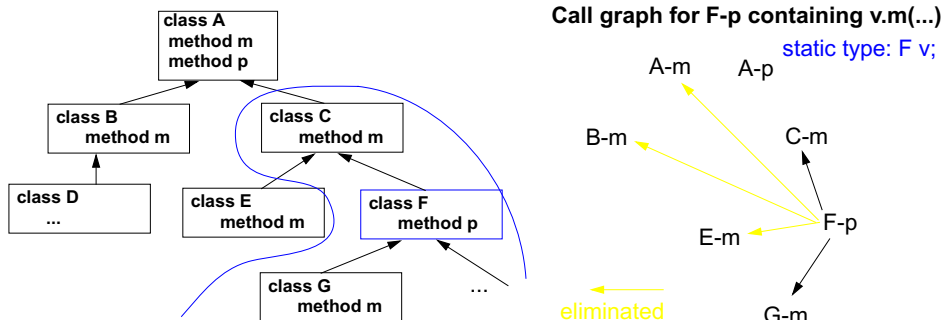 class A
method m
method p
class B
method m
class C
method m
class D
...
class E
method m
class F
method p
class G
method m
...
Call graph for F-p containing v.m(...)
static type: F v;
A-m
A-p
B-m
C-m
E-m
F-p
eliminated
G-m